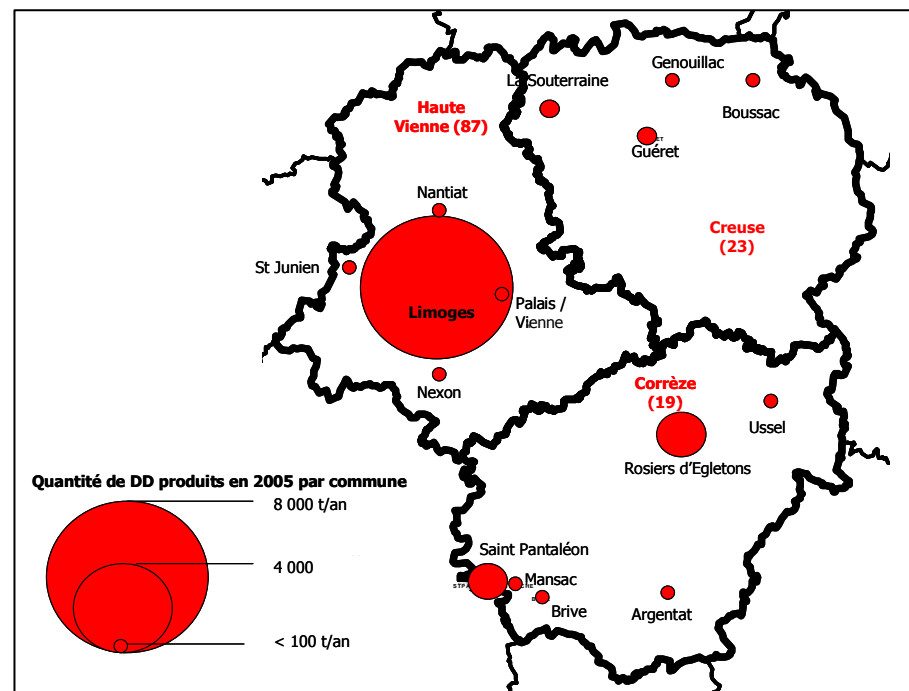 Genouillac
La Souterraine
Boussac
Haute
Vienne (87)
ET
Guéret
Nantiat
Creuse
(23)
St Junien
Palais /
Vienne
Limoges
Nexon
Corrèze
(19)
Ussel
Rosiers d'Egletons
Quantité de DD produits en 2005 par commune
8 000 t/an
4 000
< 100 t/an
Saint Pantaléon
Mansac
Brive
Argentat